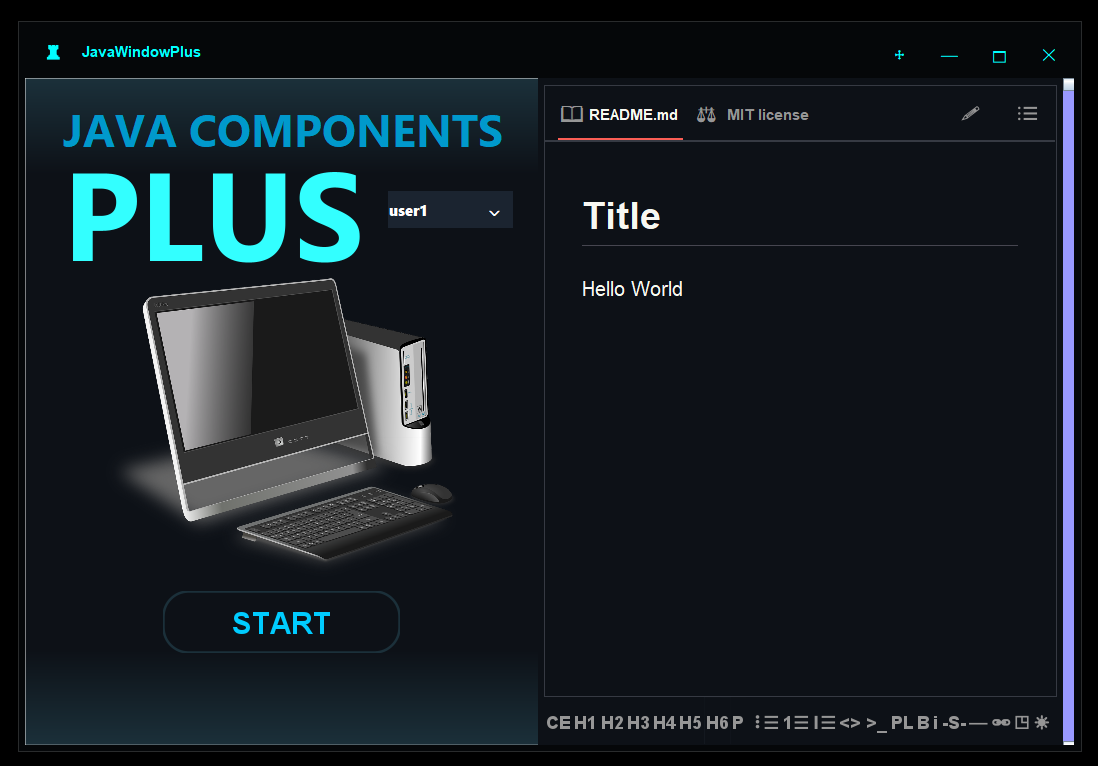 JavaWindowPlus
JAVA COMPONENTS
PLUS
user1
START
README.md MIT license
Title
Hello World
CE H1 H2 H3 H4 H5 H6 P 1 I <> >_ PL B i -S- —